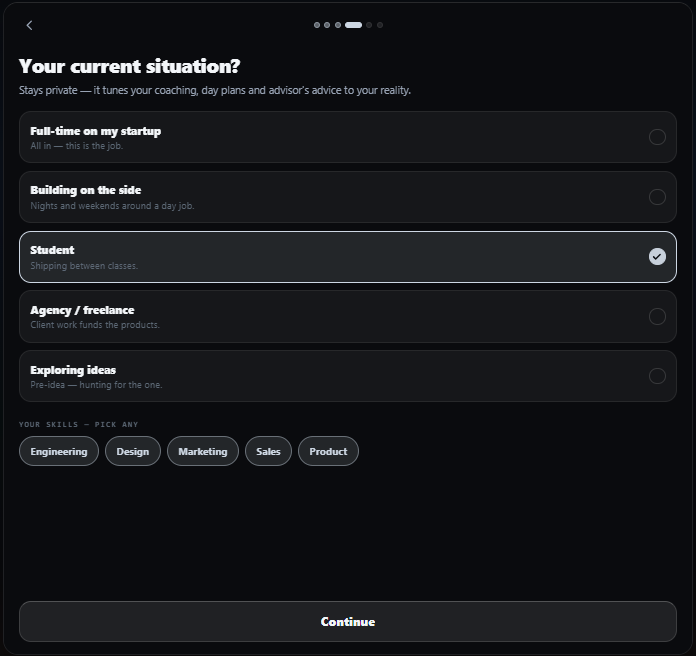 Your current situation?
Stays private — it tunes your coaching, day plans and advisor's advice to your reality.
Full-time on my startup
All in — this is the job.
Building on the side
Nights and weekends around a day job.
Student
Shipping between classes.
Agency / freelance
Client work funds the products.
Exploring ideas
Pre-idea — hunting for the one.
YOUR SKILLS — PICK ANY
Engineering Design Marketing Sales Product
Continue